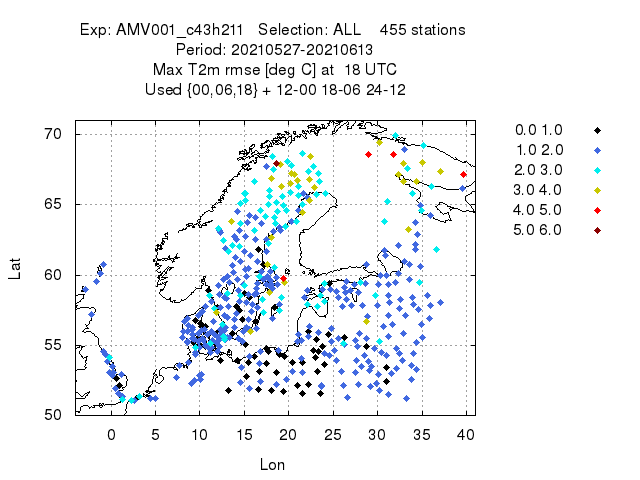 Exp: AMV001_c43h211   Selection: ALL    455 stations
Period: 20210527-20210613
Max T2m rmse [deg C] at  18 UTC
Used {00,06,18} + 12-00 18-06 24-12
70
65
60
55
50
Lat
0 5 10 15 20 25 30 35 40
Lon
0.0 1.0
1.0 2.0
2.0 3.0
3.0 4.0
4.0 5.0
5.0 6.0